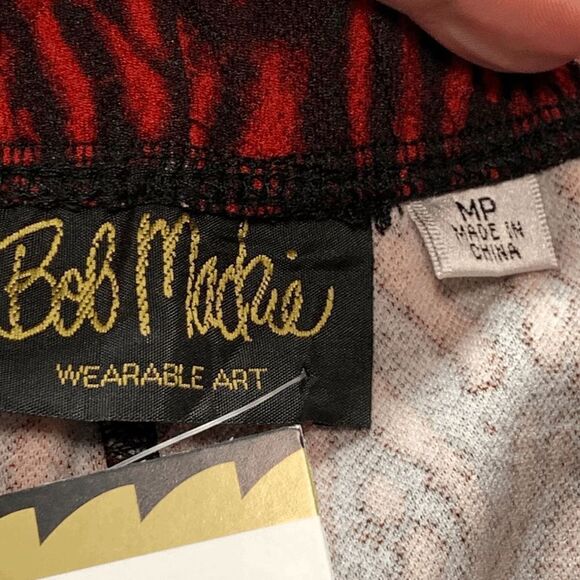 Bob Mackie
WEARABLE ART
MP
MADE IN
CHINA